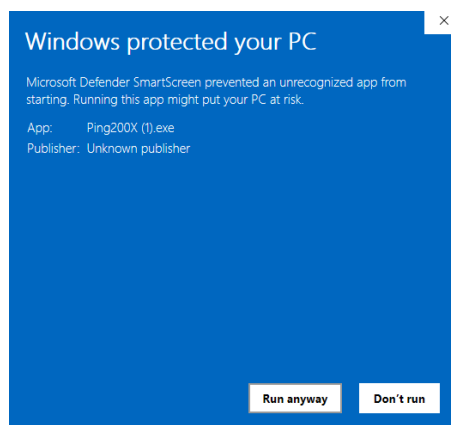 Windows protected your PC
Microsoft Defender SmartScreen prevented an unrecognized app from
starting. Running this app might put your PC at risk.
App: Ping200X (1).exe
Publisher: Unknown publisher
Run anyway Don't run